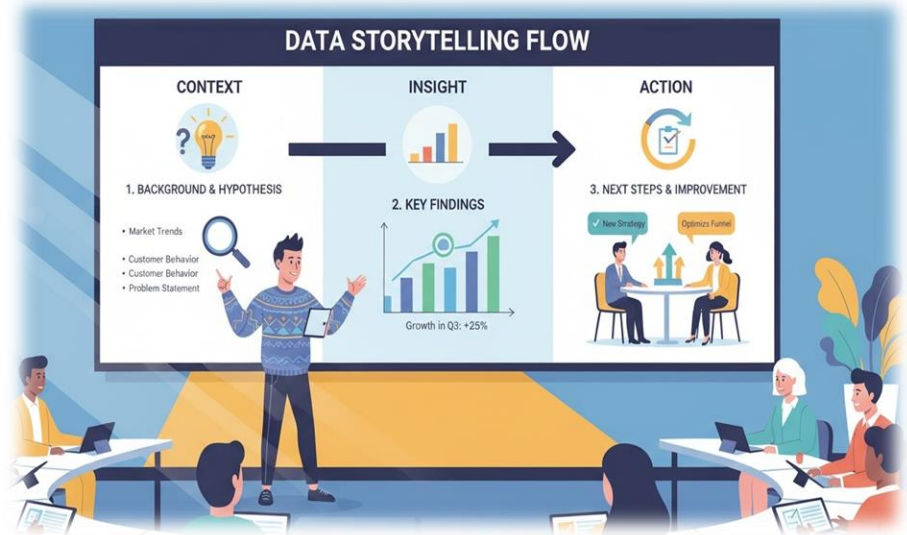 DATA STORYTELLING FLOW
CONTEXT
?
1. BACKGROUND & HYPOTHESIS
• Market Trends
• Customer Behavior
• Customer Behavior
• Problem Statement
INSIGHT
2. KEY FINDINGS
Growth in Q3: +25%
ACTION
3. NEXT STEPS & IMPROVEMENT
✓ New Strategy
Optimizs Funnel